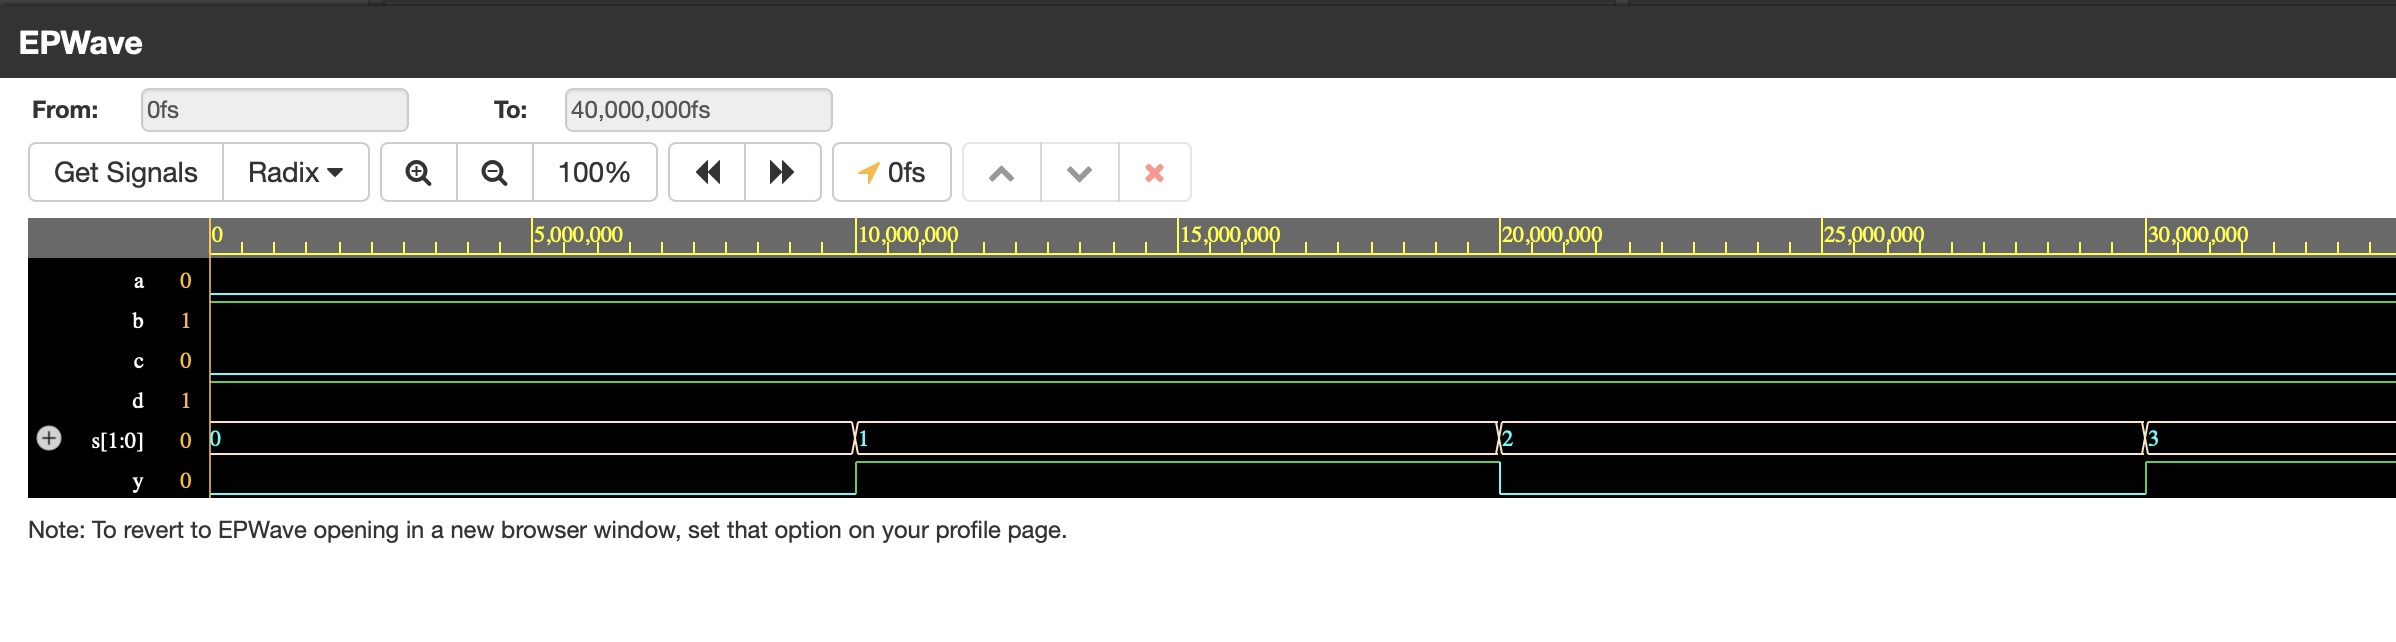 EPWave
From: 0fs To: 40,000,000fs
Get Signals Radix 100% 0fs
0 5,000,000 10,000,000 15,000,000 20,000,000 25,000,000 30,000,000
a 0
b 1
c 0
d 1
s[1:0] 0 0 1 2 3
y 0
Note: To revert to EPWave opening in a new browser window, set that option on your profile page.